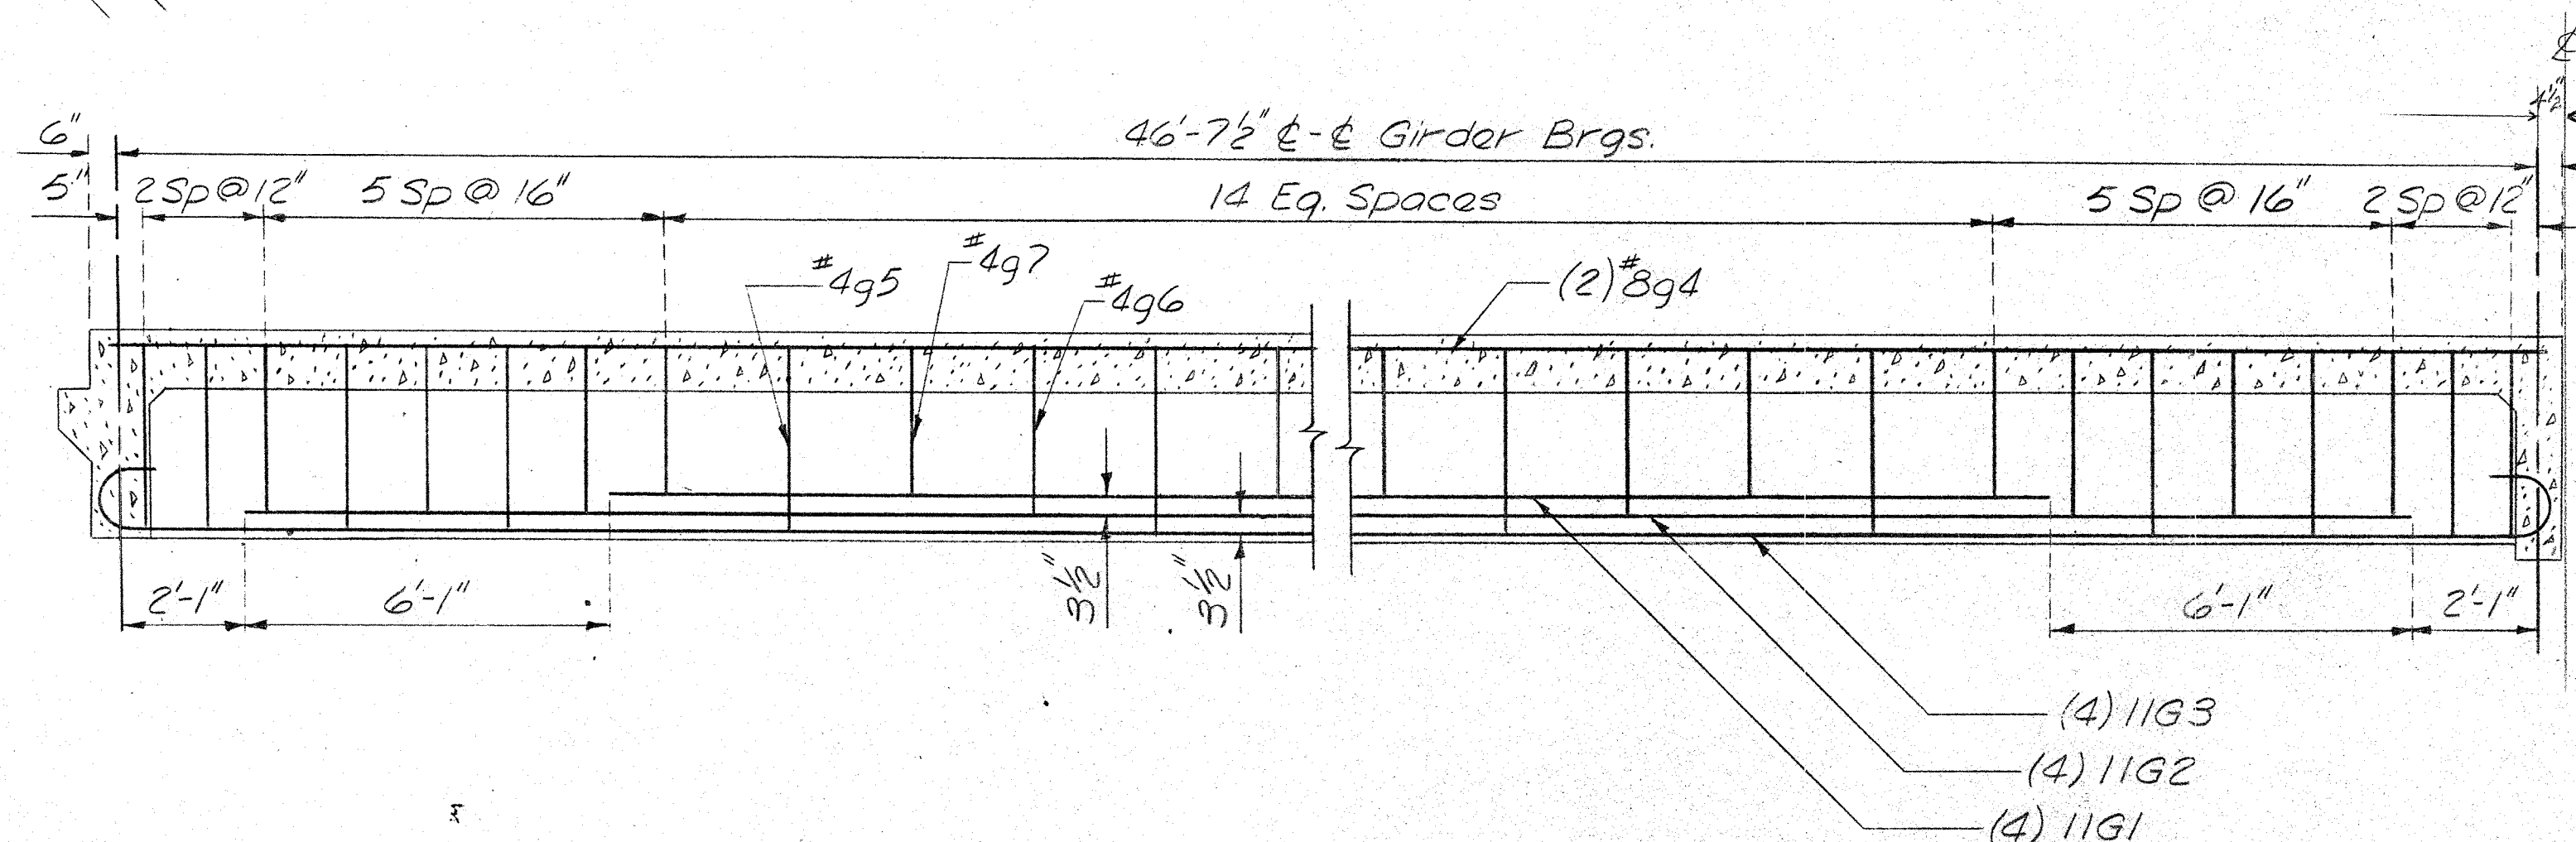 ℄
4½"
6"
46'-7½" ℄-℄ Girder Brgs.
5" 2 Sp @ 12" 5 Sp @ 16" 14 Eq. Spaces 5 Sp @ 16" 2 Sp @ 12"
#4g5
#4g7
#4g6
(2) #8g4
2'-1" 6'-1" 3½" 3½" 6'-1" 2'-1"
(4) 11G3
(4) 11G2
(4) 11G1